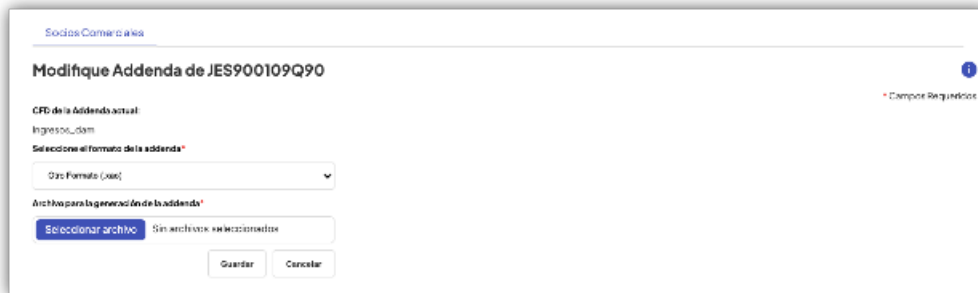 Socios Comerciales
Modifique Addenda de JES900109Q90
* Campos Requeridos
CFD de la Addenda actual:
Ingresos_dam
Seleccione el formato de la addenda*
Otro Formato (.xml)
Archivo para la generación de la addenda*
Seleccionar archivo Sin archivos seleccionados
Guardar Cancelar